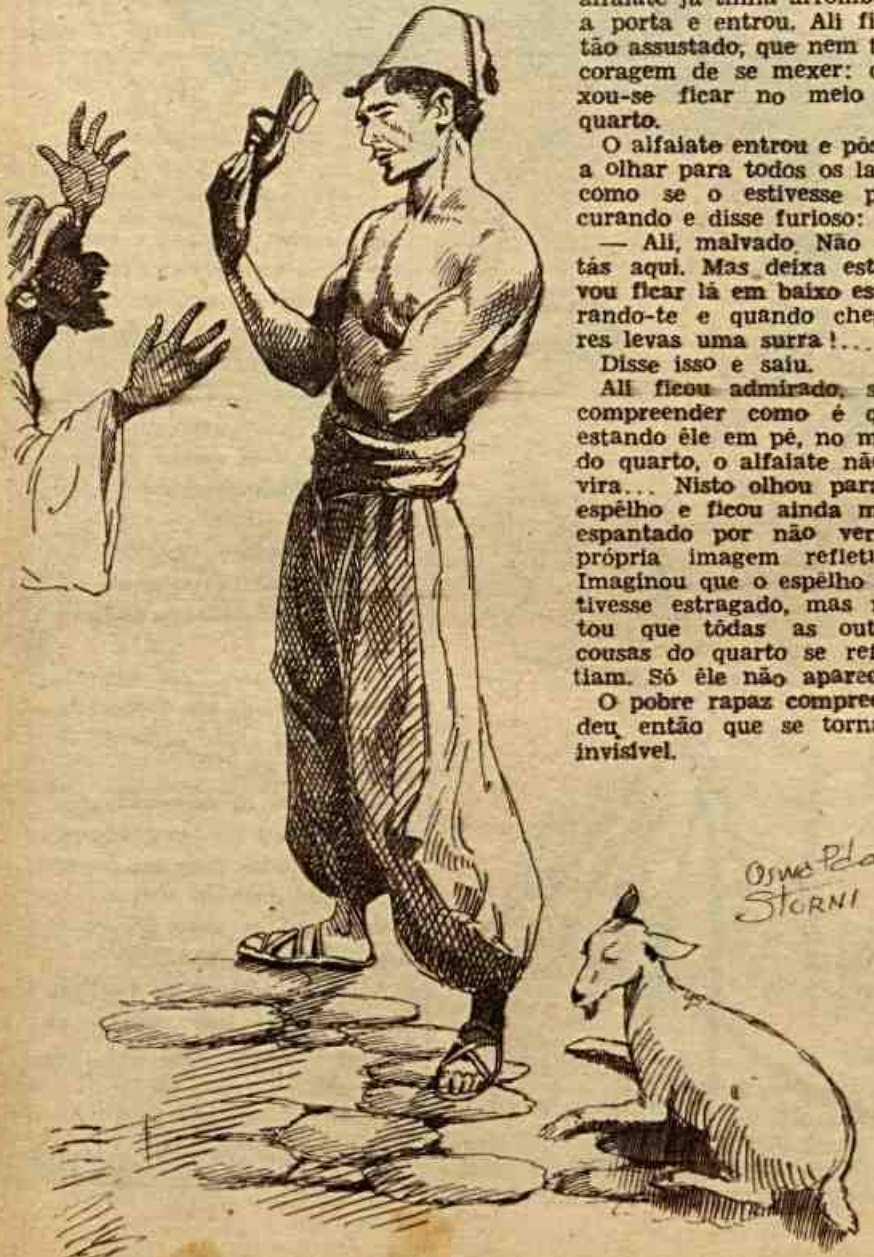 a porta e entrou. Ali fi
tão assustado, que nem t
coragem de se mexer: d
xou-se ficar no meio
quarto.
O alfaiate entrou e pôs
a olhar para todos os la
como se o estivesse p
curando e disse furioso:
— Ali, malvado. Não
tás aqui. Mas deixa est
vou ficar lá em baixo es
rando-te e quando che
res levas uma surra!...
Disse isso e saiu.
Ali ficou admirado, s
compreender como é q
estando êle em pé, no m
do quarto, o alfaiate nã
vira... Nisto olhou para
espêlho e ficou ainda m
espantado por não ver
própria imagem refleti
Imaginou que o espêlho
tivesse estragado, mas n
tou que tôdas as out
cousas do quarto se ref
tiam. Só êle não aparec
O pobre rapaz compree
deu então que se torna
invisível.
Oswaldo
STORNI